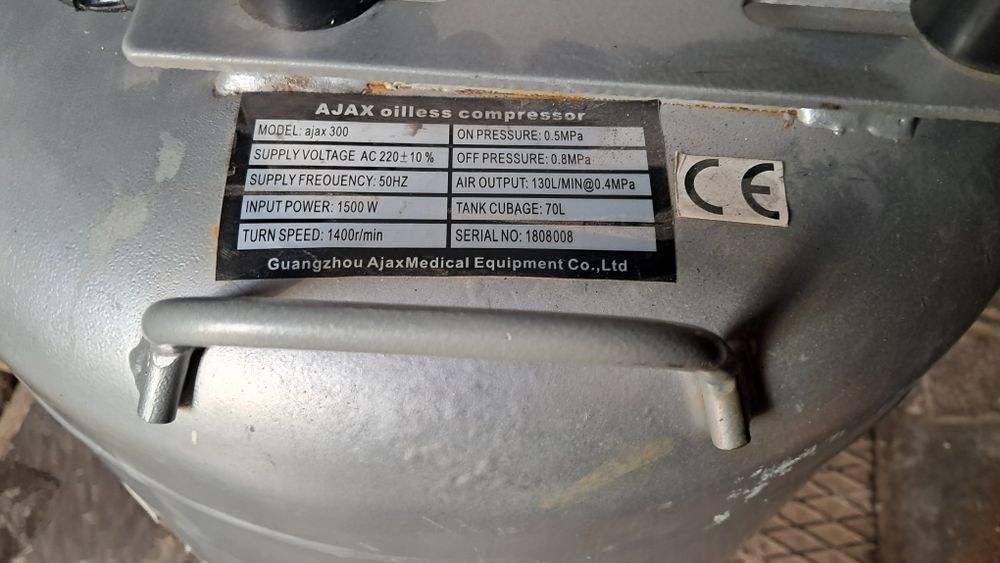 AJAX oilless compressor
MODEL: ajax 300
ON PRESSURE: 0.5MPa
SUPPLY VOLTAGE AC 220±10 %
OFF PRESSURE: 0.8MPa
SUPPLY FREOUENCY: 50HZ
AIR OUTPUT: 130L/MIN@0.4MPa
INPUT POWER: 1500 W
TANK CUBAGE: 70L
TURN SPEED: 1400r/min
SERIAL NO: 1808008
Guangzhou AjaxMedical Equipment Co.,Ltd
CE